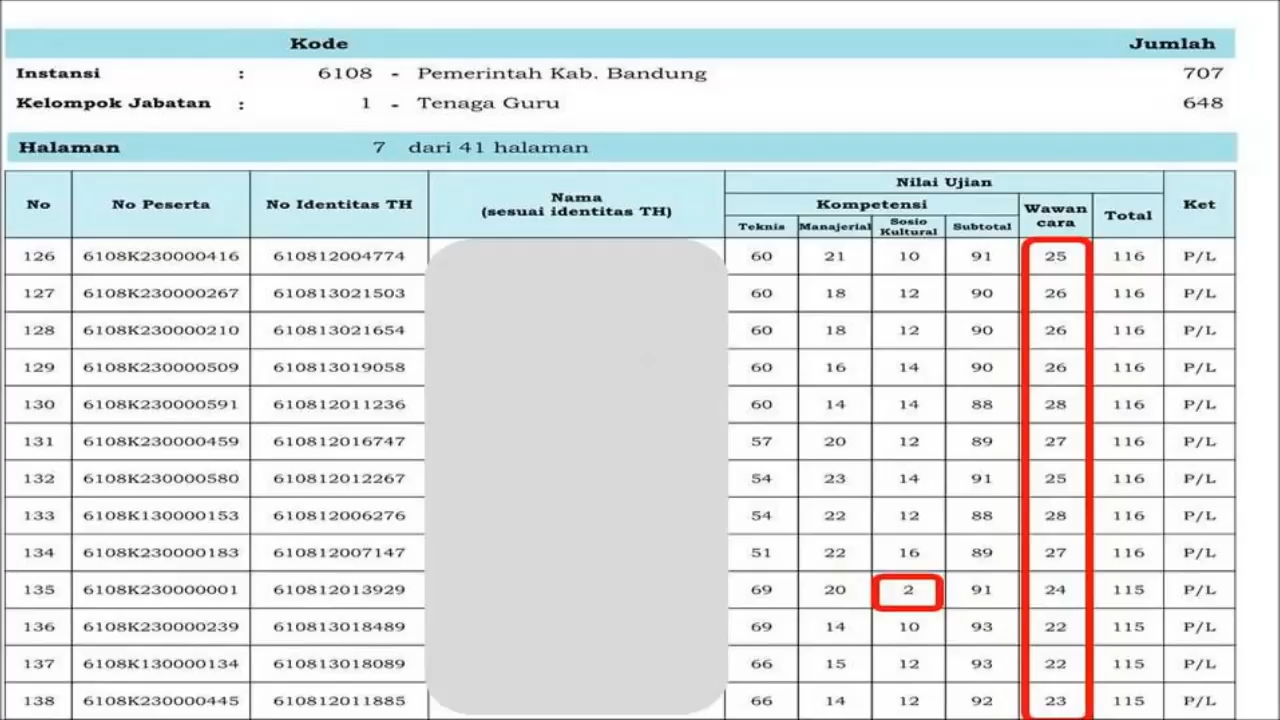 Kode Jumlah
Instansi : 6108 - Pemerintah Kab. Bandung 707
Kelompok Jabatan : 1 - Tenaga Guru 648
Halaman 7 dari 41 halaman
No No Peserta No Identitas TH Nama (sesuai identitas TH) Nilai Ujian Ket
Kompetensi Wawan cara Total
Teknis Manajerial Sosio Kultural Subtotal
126 6108K230000416 610812004774 60 21 10 91 25 116 P/L
127 6108K230000267 610813021503 60 18 12 90 26 116 P/L
128 6108K230000210 610813021654 60 18 12 90 26 116 P/L
129 6108K230000509 610813019058 60 16 14 90 26 116 P/L
130 6108K230000591 610812011236 60 14 14 88 28 116 P/L
131 6108K230000459 610812016747 57 20 12 89 27 116 P/L
132 6108K230000580 610812012267 54 23 14 91 25 116 P/L
133 6108K130000153 610812006276 54 22 12 88 28 116 P/L
134 6108K230000183 610812007147 51 22 16 89 27 116 P/L
135 6108K230000001 610812013929 69 20 2 91 24 115 P/L
136 6108K230000239 610813018489 69 14 10 93 22 115 P/L
137 6108K130000134 610813018089 66 15 12 93 22 115 P/L
138 6108K230000445 610812011885 66 14 12 92 23 115 P/L